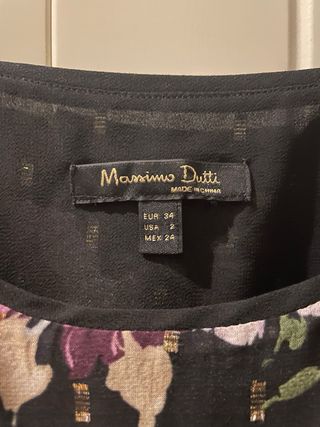 Massimo Dutti
MADE IN CHINA
EUR 34
USA 2
MEX 24